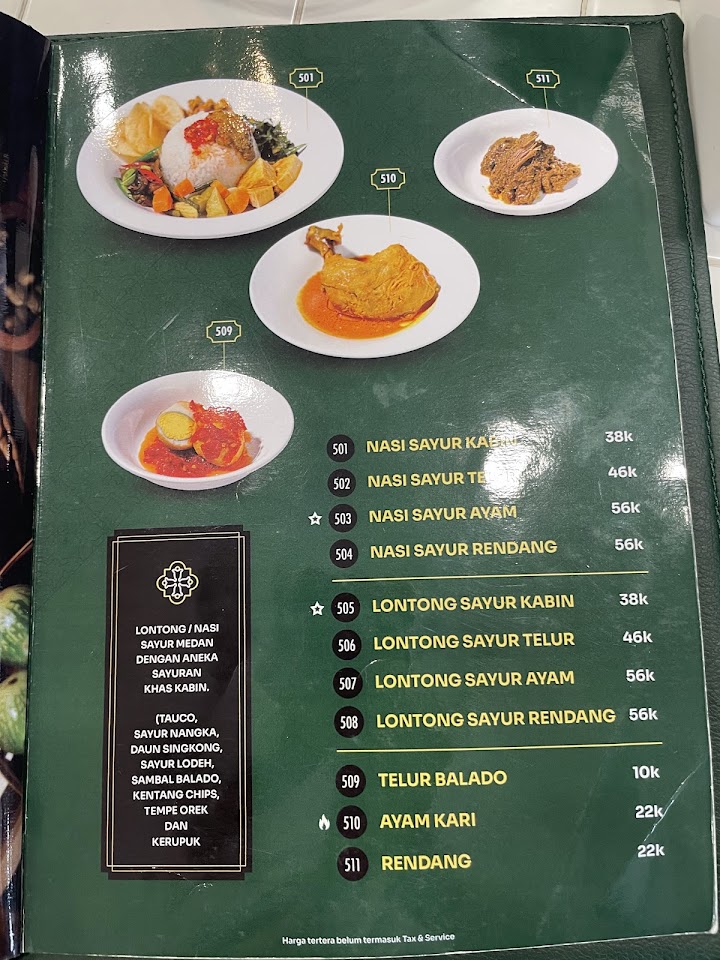 501
511
510
509
501 NASI SAYUR KABIN 38k
502 NASI SAYUR TELUR 46k
503 NASI SAYUR AYAM 56k
504 NASI SAYUR RENDANG 56k
505 LONTONG SAYUR KABIN 38k
506 LONTONG SAYUR TELUR 46k
507 LONTONG SAYUR AYAM 56k
508 LONTONG SAYUR RENDANG 56k
509 TELUR BALADO 10k
510 AYAM KARI 22k
511 RENDANG 22k
LONTONG / NASI
SAYUR MEDAN
DENGAN ANEKA
SAYURAN
KHAS KABIN.
(TAUCO,
SAYUR NANGKA,
DAUN SINGKONG,
SAYUR LODEH,
SAMBAL BALADO,
KENTANG CHIPS,
TEMPE OREK
DAN
KERUPUK
Harga tertera belum termasuk Tax & Service